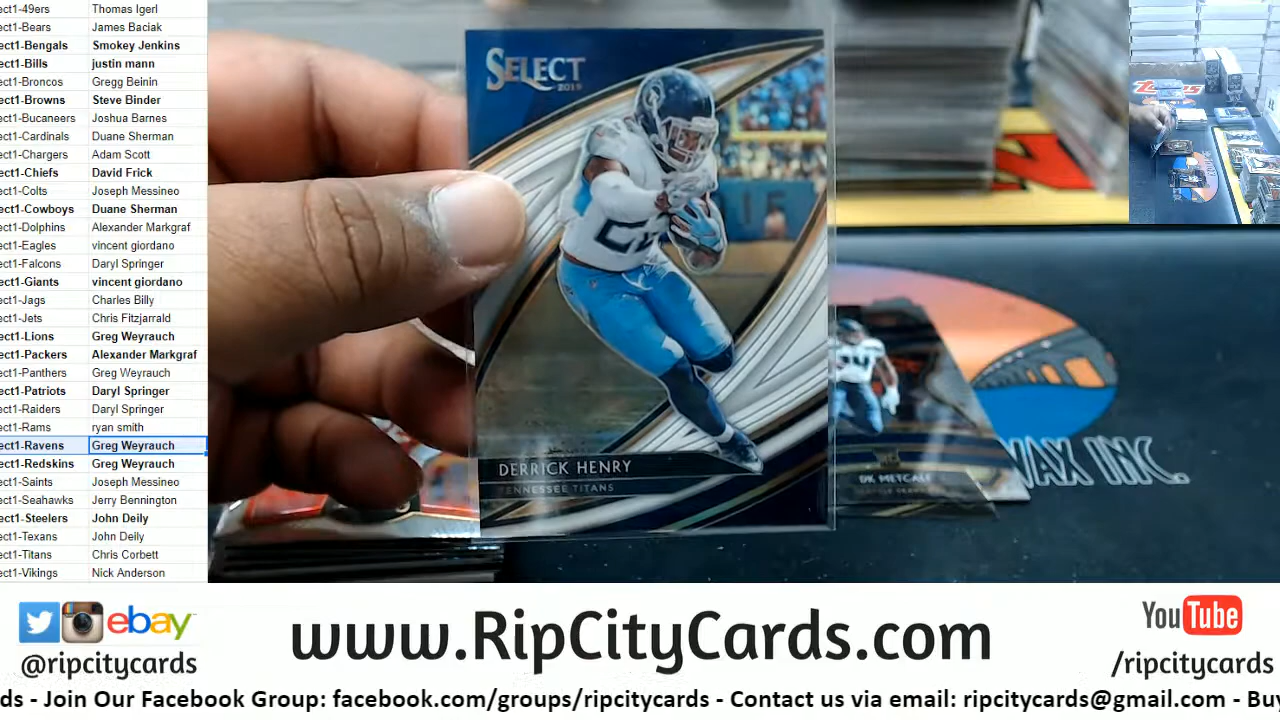 ect1-49ers Thomas Igerl
ect1-Bears James Baciak
ect1-Bengals Smokey Jenkins
ect1-Bills justin mann
ect1-Broncos Gregg Beinin
ect1-Browns Steve Binder
ect1-Bucaneers Joshua Barnes
ect1-Cardinals Duane Sherman
ect1-Chargers Adam Scott
ect1-Chiefs David Frick
ect1-Colts Joseph Messineo
ect1-Cowboys Duane Sherman
ect1-Dolphins Alexander Markgraf
ect1-Eagles vincent giordano
ect1-Falcons Daryl Springer
ect1-Giants vincent giordano
ect1-Jags Charles Billy
ect1-Jets Chris Fitzjarrald
ect1-Lions Greg Weyrauch
ect1-Packers Alexander Markgraf
ect1-Panthers Greg Weyrauch
ect1-Patriots Daryl Springer
ect1-Raiders Daryl Springer
ect1-Rams ryan smith
ect1-Ravens Greg Weyrauch
ect1-Redskins Greg Weyrauch
ect1-Saints Joseph Messineo
ect1-Seahawks Jerry Bennington
ect1-Steelers John Deily
ect1-Texans John Deily
ect1-Titans Chris Corbett
ect1-Vikings Nick Anderson
SELECT
2019
22
DERRICK HENRY
TENNESSEE TITANS
DK METCALF
WAX INC.
Topps
ebay
@ripcitycards
www.RipCityCards.com
YouTube
/ripcitycards
ds - Join Our Facebook Group: facebook.com/groups/ripcitycards - Contact us via email: ripcitycards@gmail.com - Buy